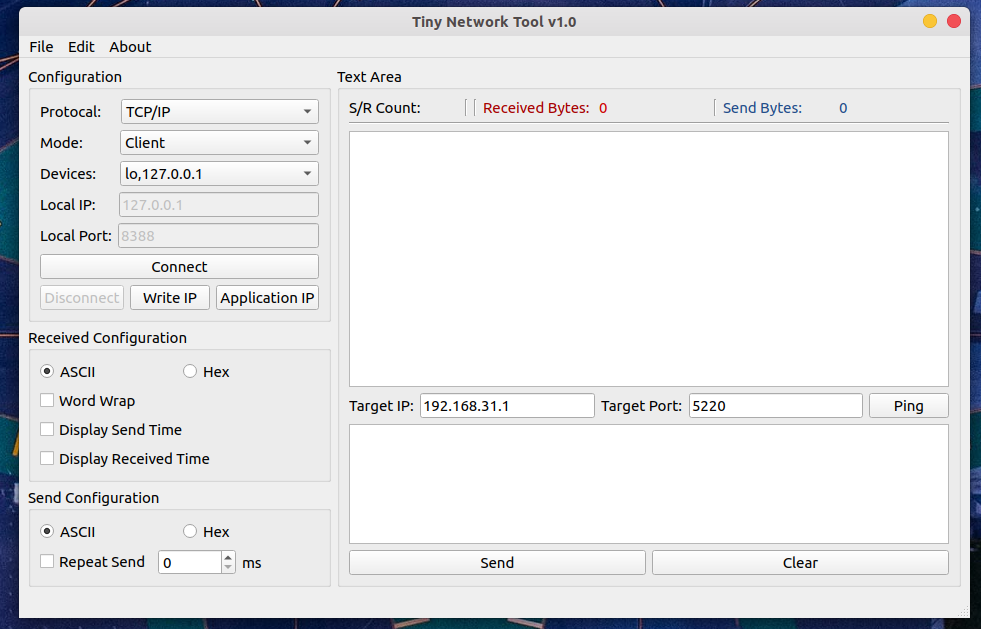 Tiny Network Tool v1.0
File Edit About
Configuration
Protocal: TCP/IP
Mode: Client
Devices: lo,127.0.0.1
Local IP: 127.0.0.1
Local Port: 8388
Connect
Disconnect Write IP Application IP
Received Configuration
ASCII Hex
Word Wrap
Display Send Time
Display Received Time
Send Configuration
ASCII Hex
Repeat Send 0 ms
Text Area
S/R Count: Received Bytes: 0 Send Bytes: 0
Target IP: 192.168.31.1 Target Port: 5220 Ping
Send Clear